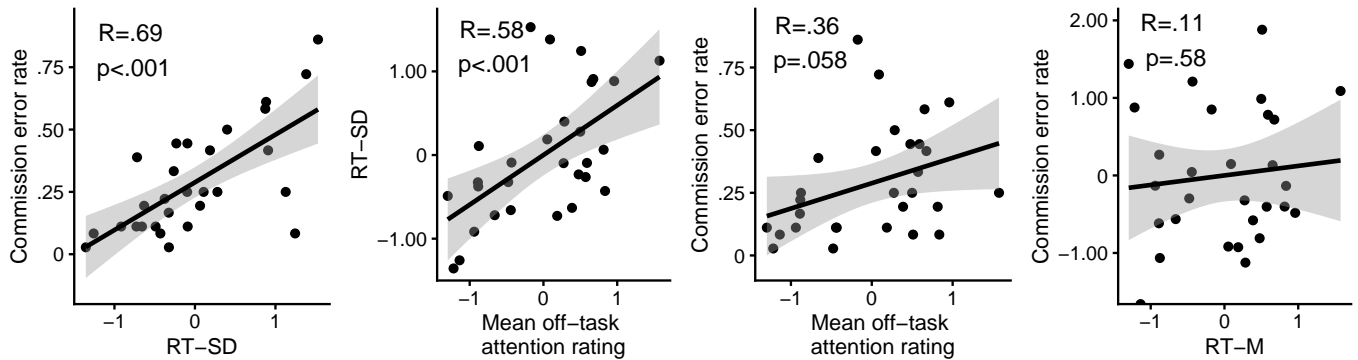 R=.69
p<.001
Commission error rate
.75
.50
.25
0
−1
0
1
RT−SD
R=.58
p<.001
RT−SD
1.00
0
−1.00
−1
0
1
Mean off−task
attention rating
R=.36
p=.058
Commission error rate
.75
.50
.25
0
−1
0
1
Mean off−task
attention rating
R=.11
p=.58
Commission error rate
2.00
1.00
0
−1.00
−1
0
1
RT−M